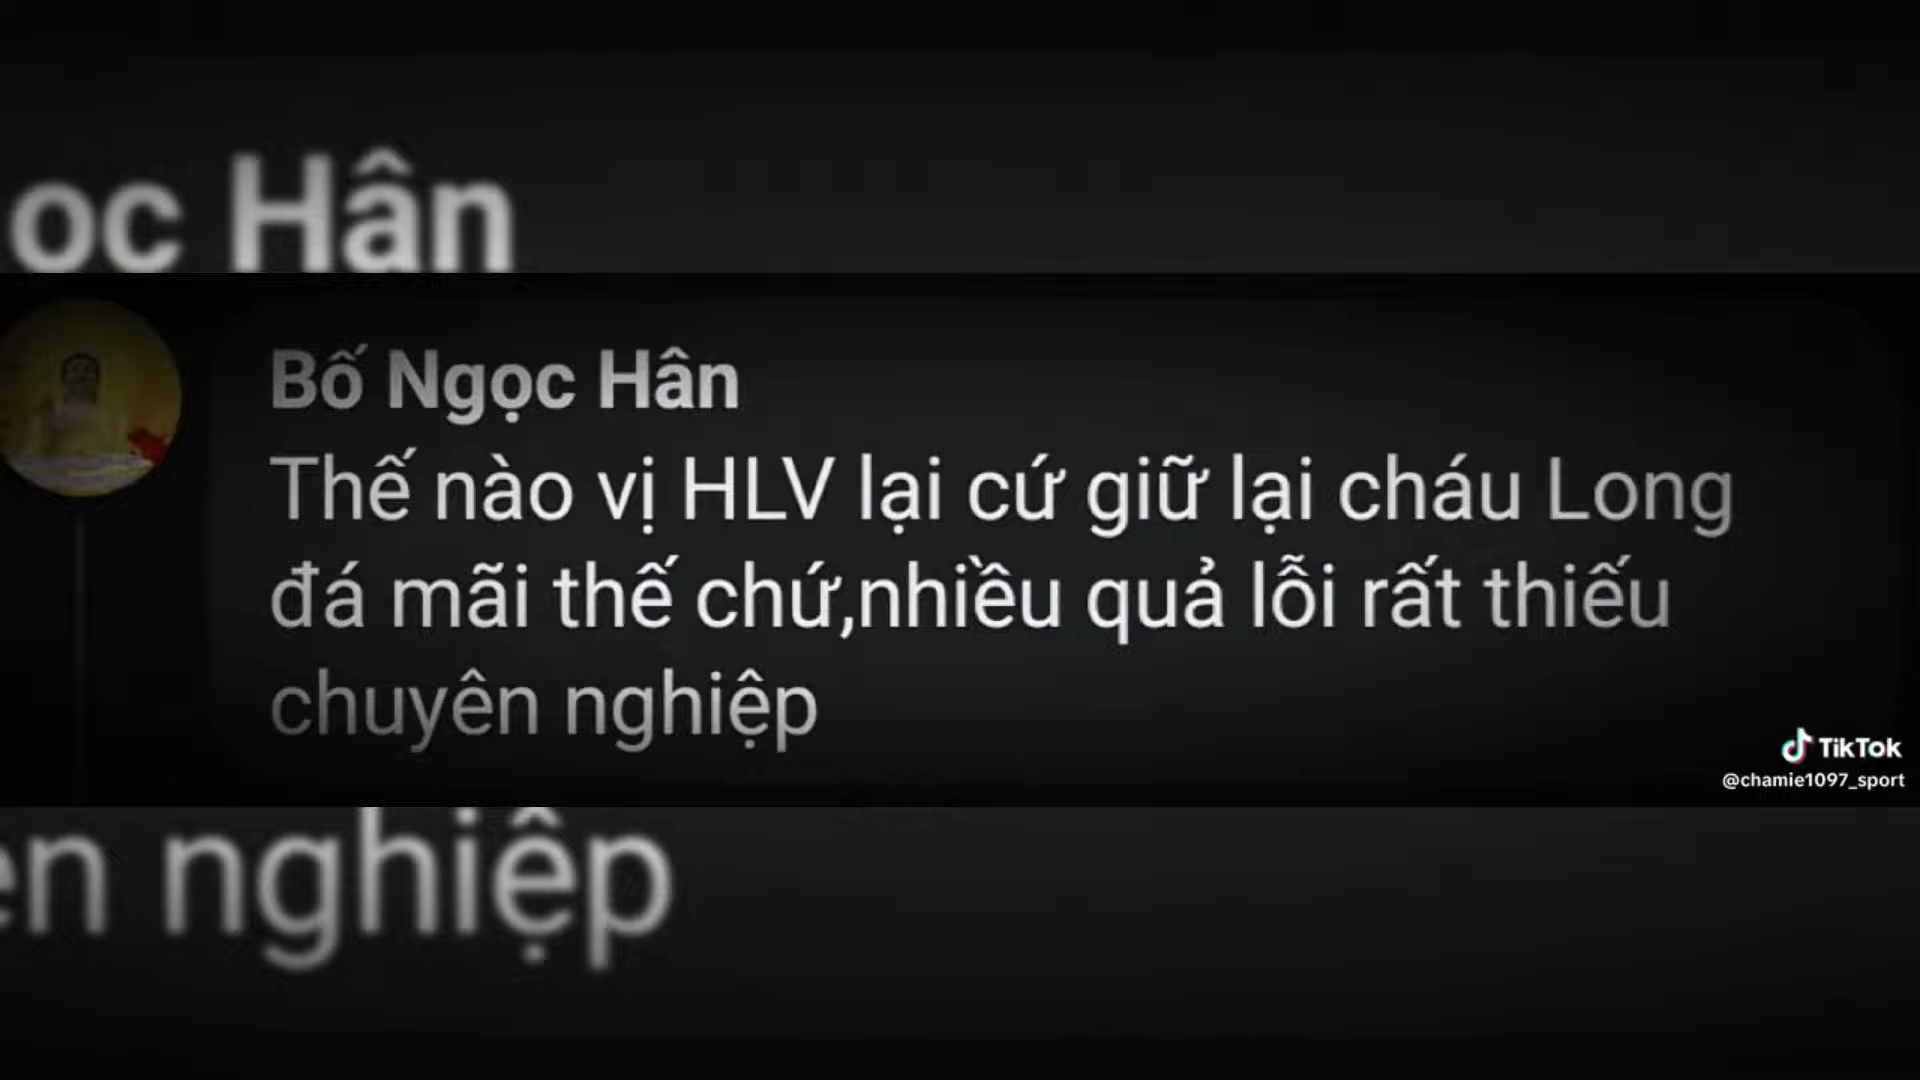 ọc Hân
Bố Ngọc Hân
Thế nào vị HLV lại cứ giữ lại cháu Long
đá mãi thế chứ,nhiều quả lỗi rất thiếu
chuyên nghiệp
TikTok
@chamie1097_sport
ên nghiệp